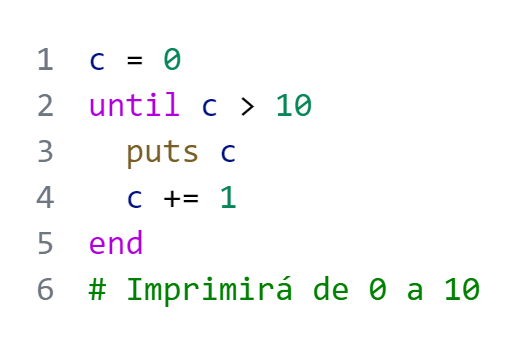 1 c = 0
2 until c > 10
3   puts c
4   c += 1
5 end
6 # Imprimirá de 0 a 10